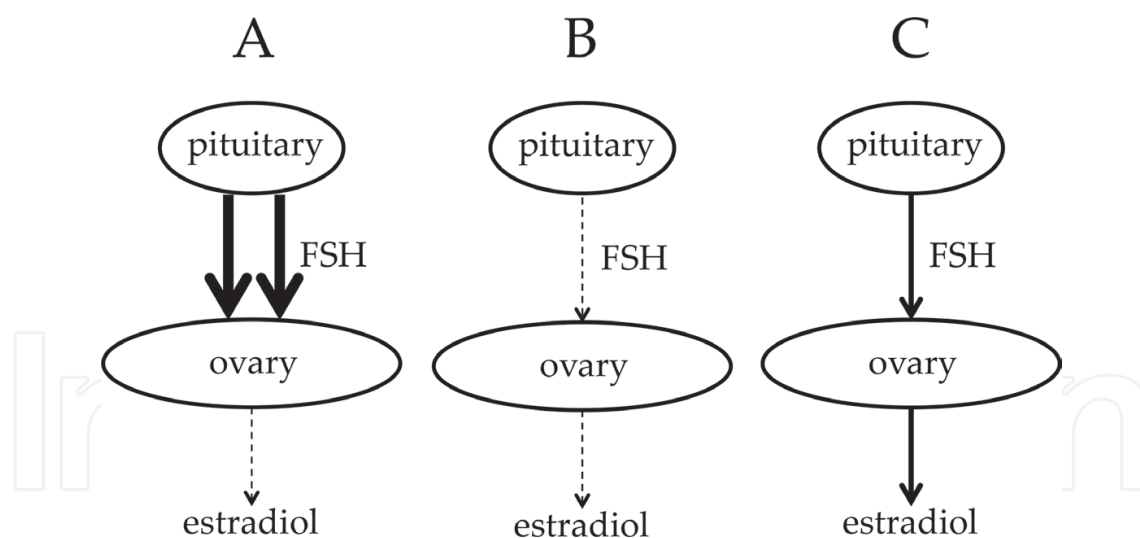 A B C
pituitary pituitary pituitary
FSH FSH FSH
ovary ovary ovary
estradiol estradiol estradiol